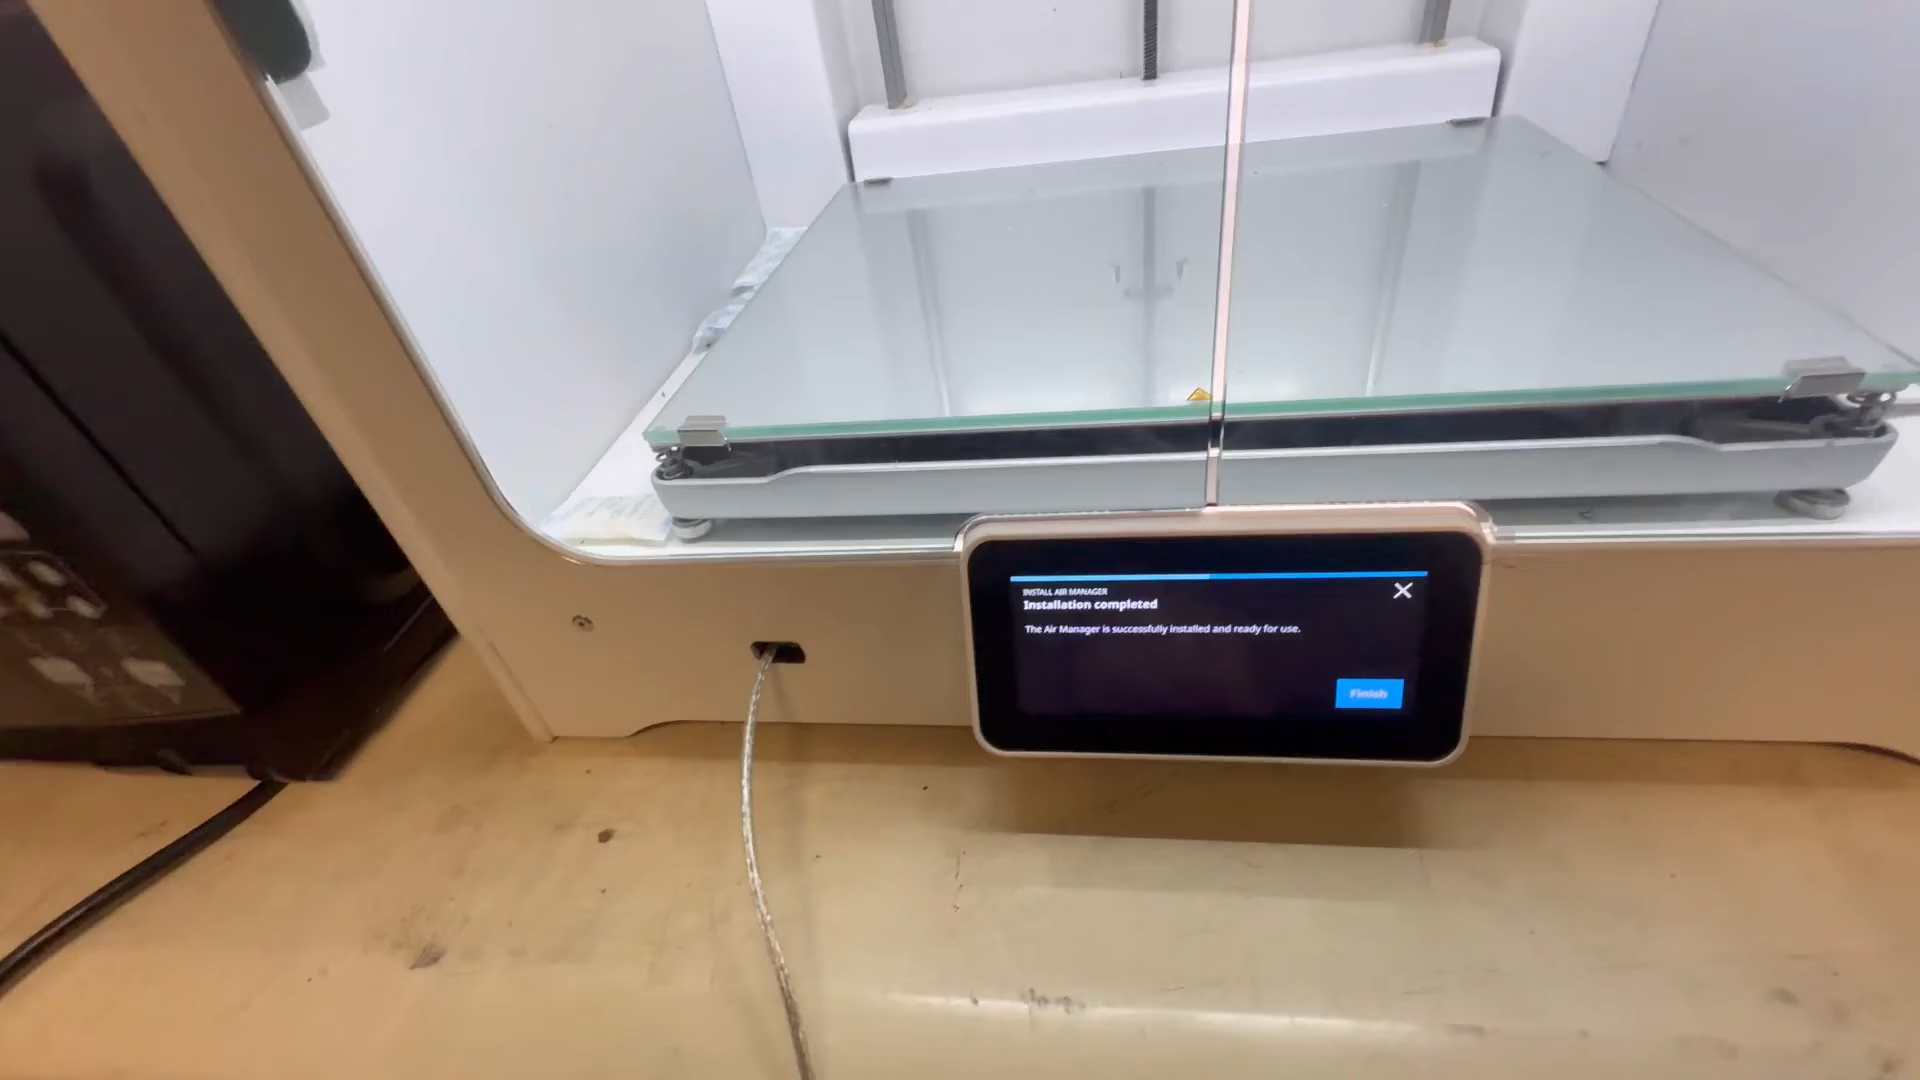 INSTALL AIR MANAGER
Installation completed
The Air Manager is successfully installed and ready for use.
Finish